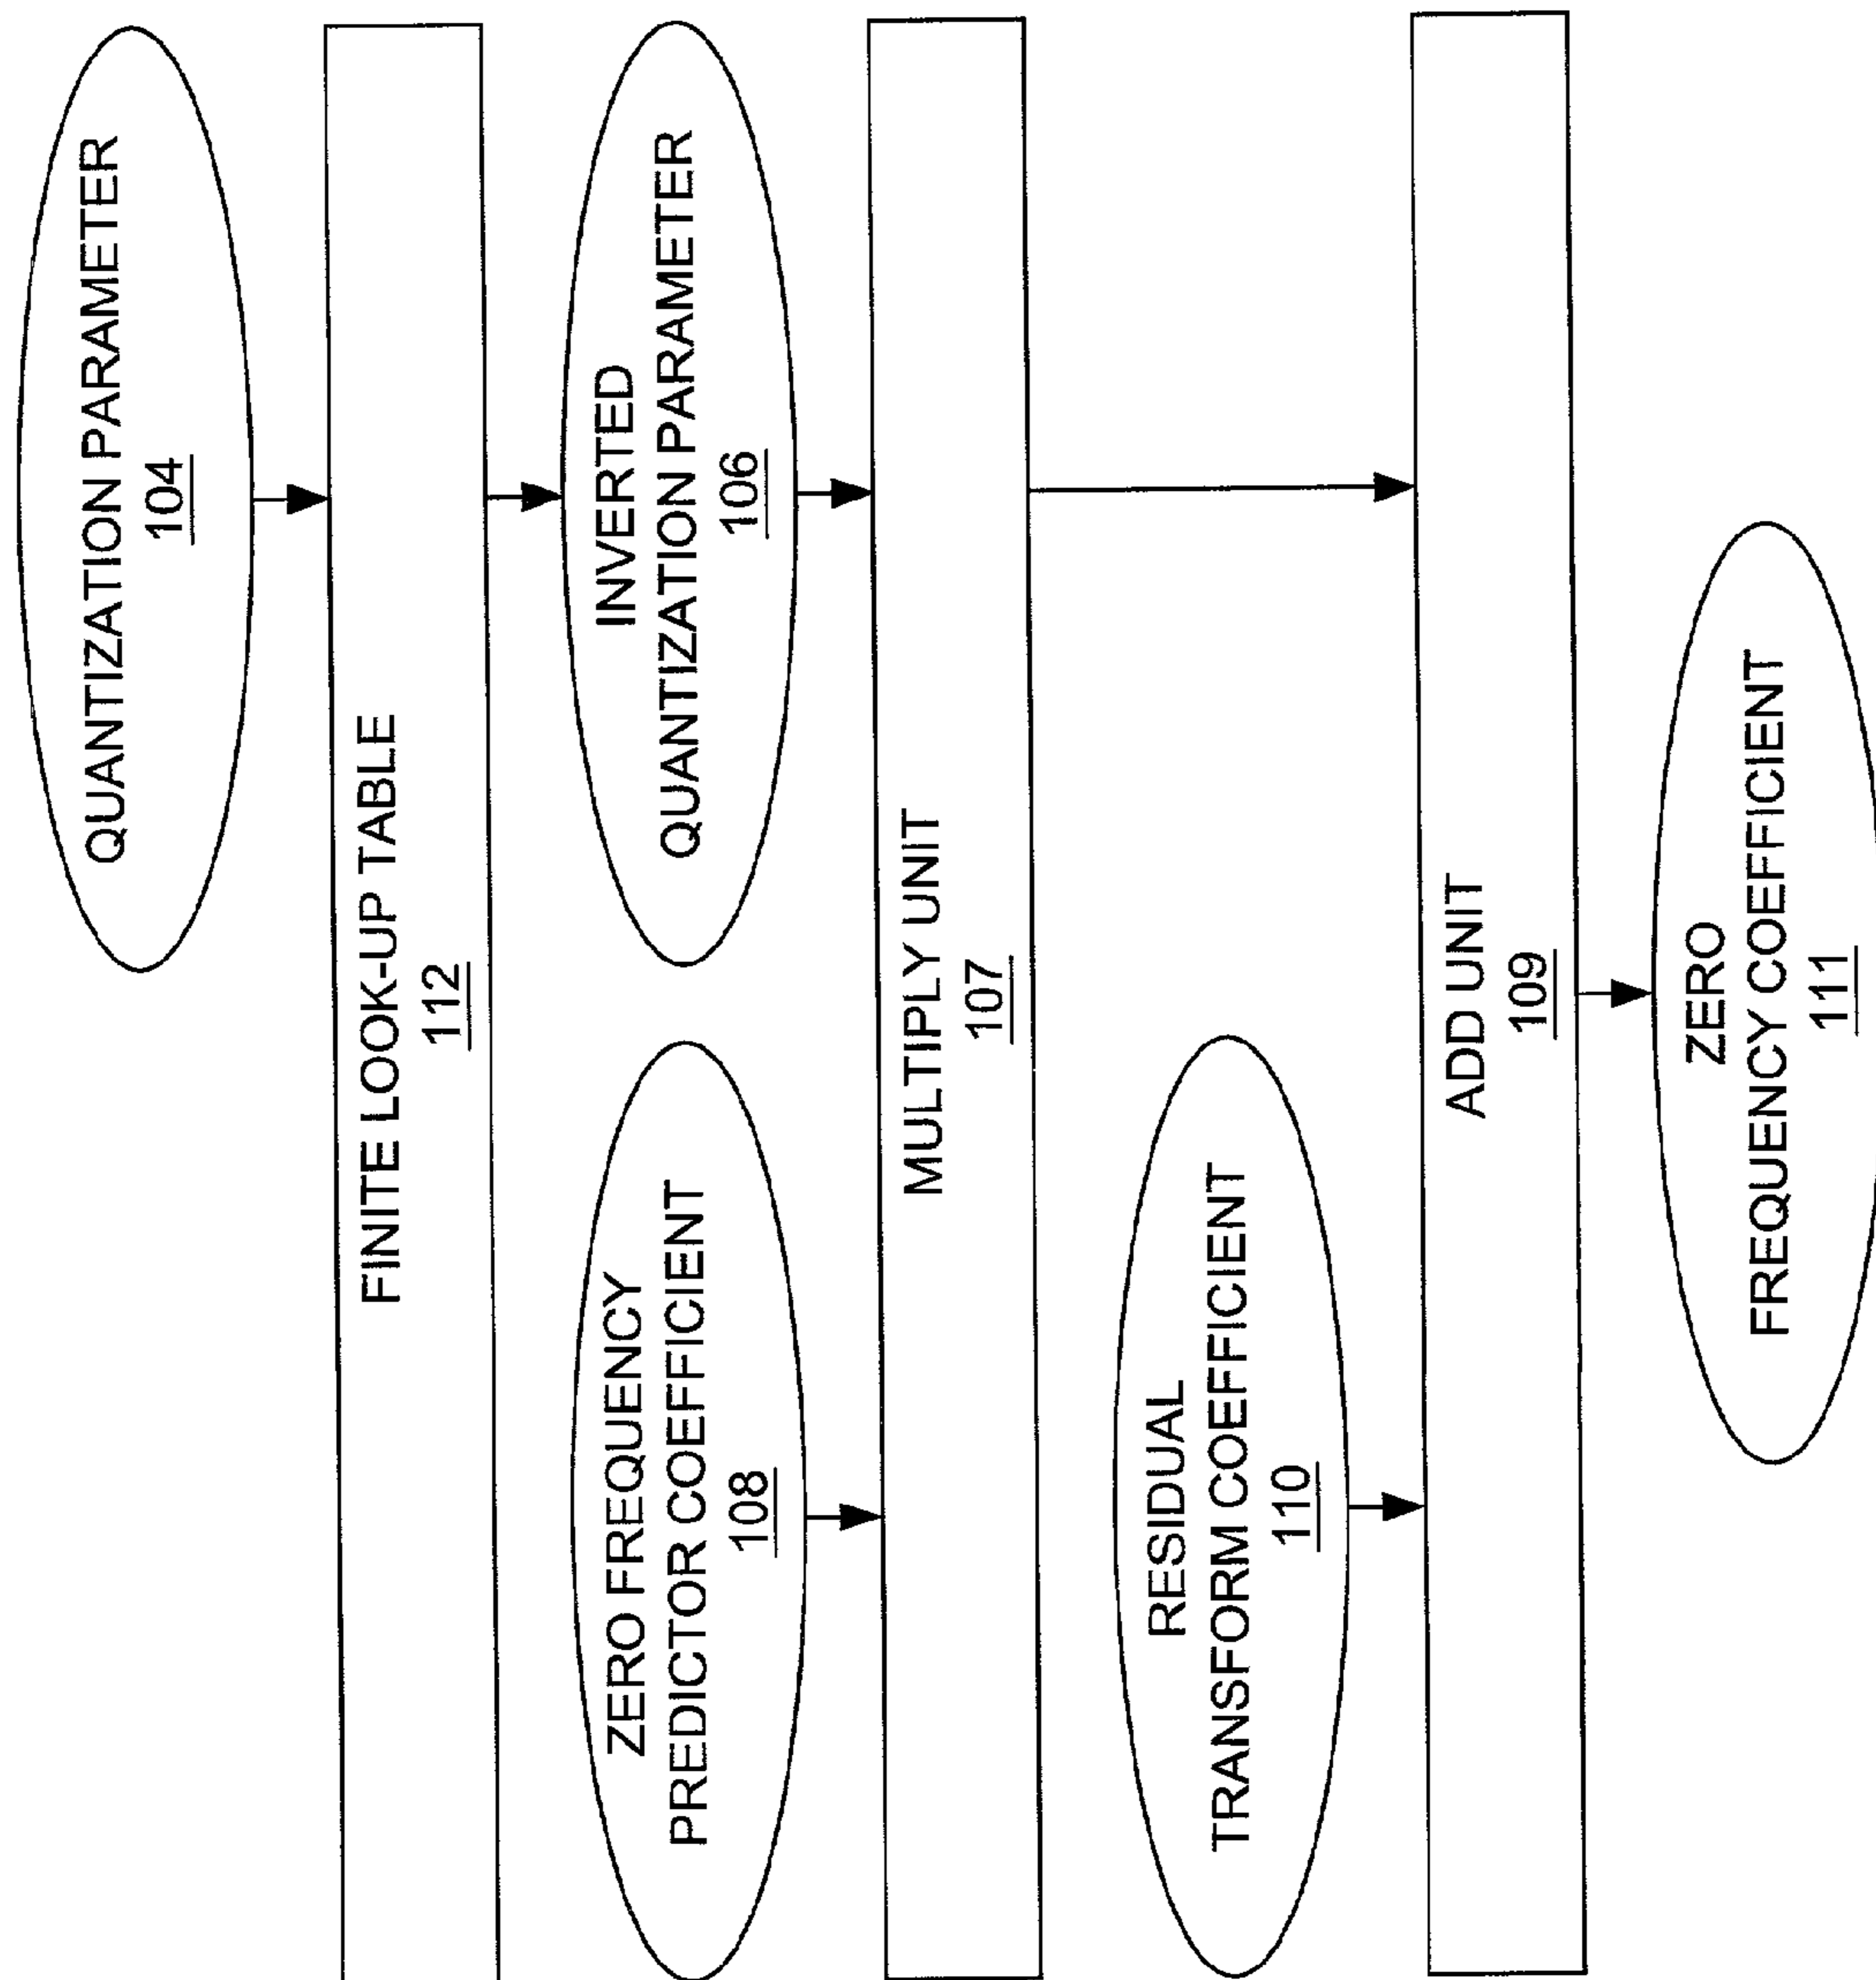 QUANTIZATION PARAMETER
104
FINITE LOOK-UP TABLE
112
INVERTED
QUANTIZATION PARAMETER
106
ZERO FREQUENCY
PREDICTOR COEFFICIENT
108
MULTIPLY UNIT
107
RESIDUAL
TRANSFORM COEFFICIENT
110
ADD UNIT
109
ZERO
FREQUENCY COEFFICIENT
111